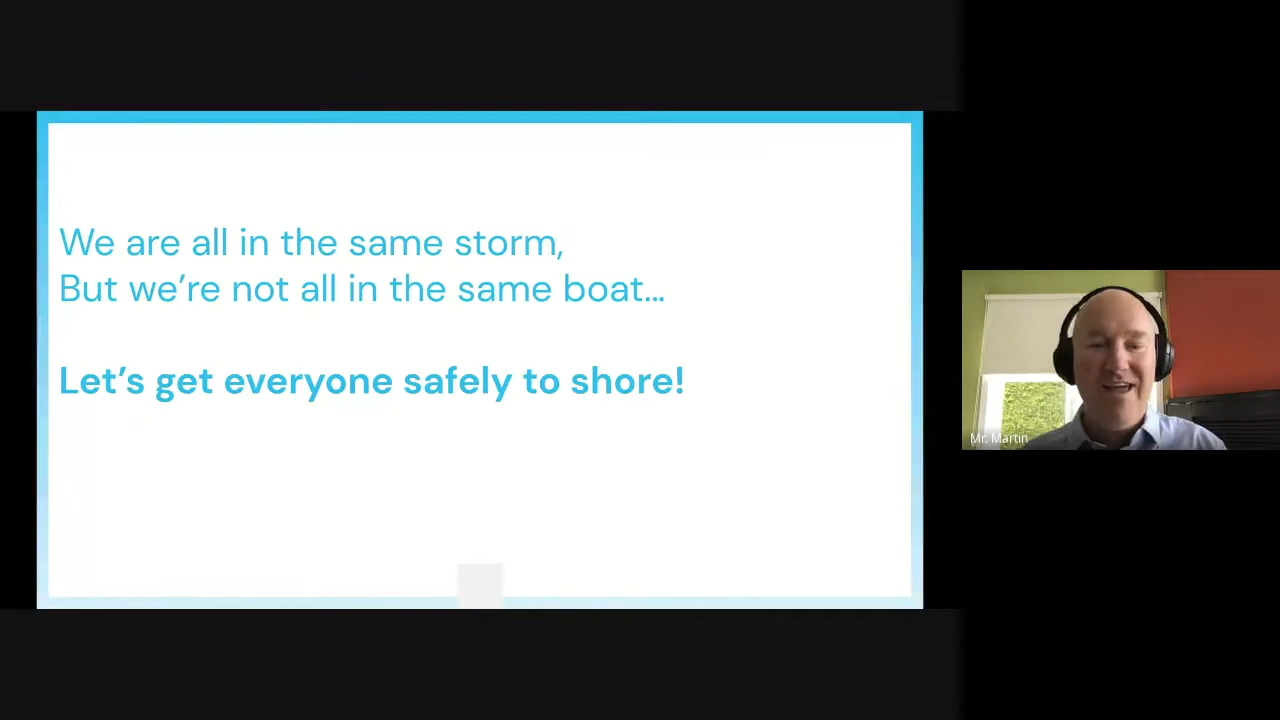 We are all in the same storm,
But we’re not all in the same boat...
Let’s get everyone safely to shore!
Mr. Martin